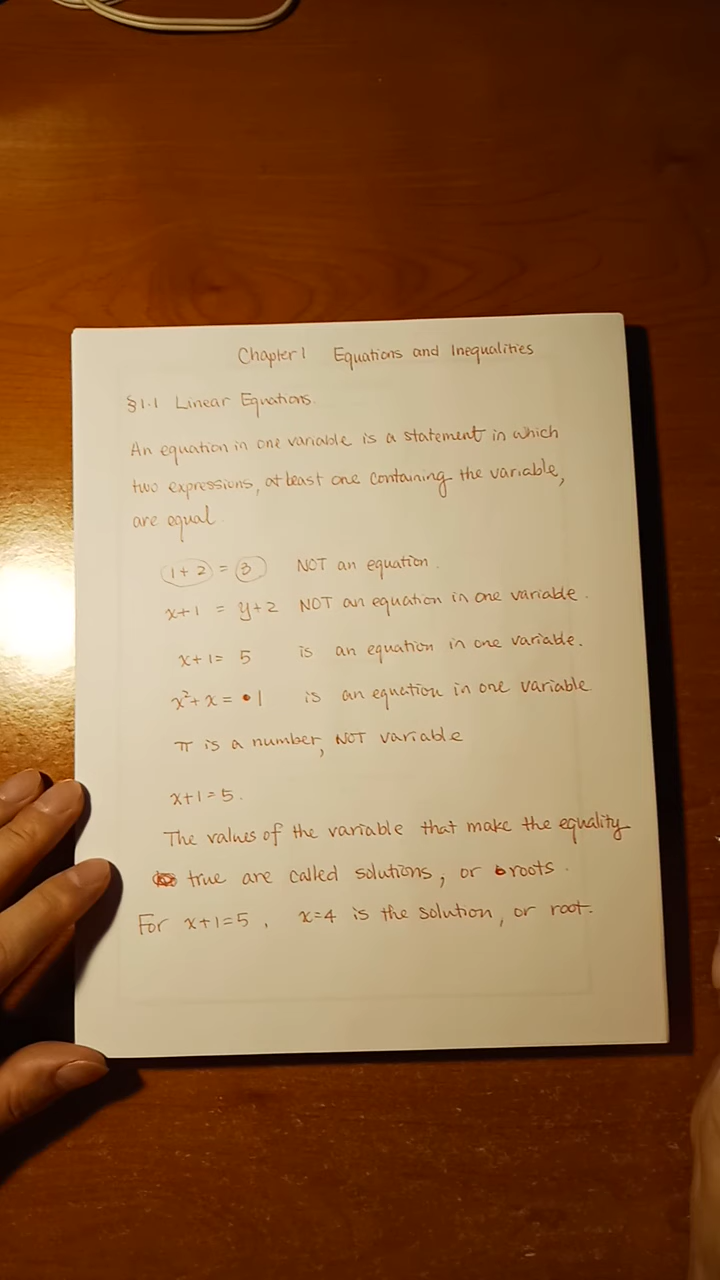 Chapter 1 Equations and Inequalities
§1.1 Linear Equations.
An equation in one variable is a statement in which
two expressions, at least one containing the variable,
are equal.
1+2 = 3 NOT an equation.
x+1 = y+2 NOT an equation in one variable.
x+1= 5 is an equation in one variable.
x²+x = 1 is an equation in one variable
π is a number, NOT variable
x+1=5.
The values of the variable that make the equality
true are called solutions, or roots.
For x+1=5, x=4 is the solution, or root.